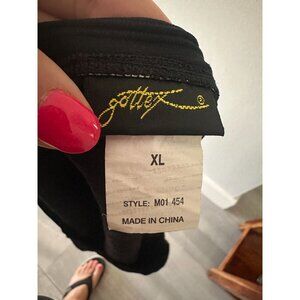 gottex ®
XL
STYLE: M01 454
MADE IN CHINA